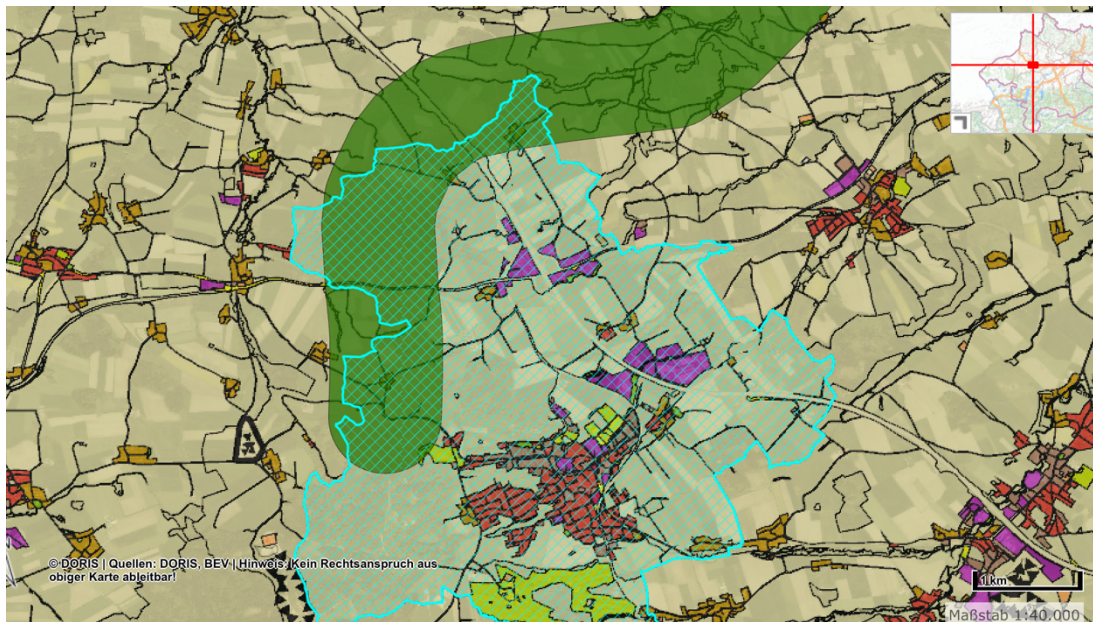 © DORIS | Quellen: DORIS, BEV | Hinweis: Kein Rechtsanspruch aus
obiger Karte ableitbar!
1 km
Maßstab 1:40.000